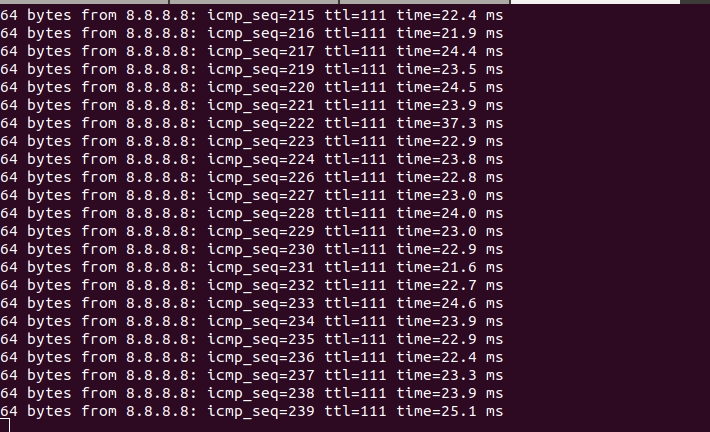 64 bytes from 8.8.8.8: icmp_seq=215 ttl=111 time=22.4 ms
64 bytes from 8.8.8.8: icmp_seq=216 ttl=111 time=21.9 ms
64 bytes from 8.8.8.8: icmp_seq=217 ttl=111 time=24.4 ms
64 bytes from 8.8.8.8: icmp_seq=219 ttl=111 time=23.5 ms
64 bytes from 8.8.8.8: icmp_seq=220 ttl=111 time=24.5 ms
64 bytes from 8.8.8.8: icmp_seq=221 ttl=111 time=23.9 ms
64 bytes from 8.8.8.8: icmp_seq=222 ttl=111 time=37.3 ms
64 bytes from 8.8.8.8: icmp_seq=223 ttl=111 time=22.9 ms
64 bytes from 8.8.8.8: icmp_seq=224 ttl=111 time=23.8 ms
64 bytes from 8.8.8.8: icmp_seq=226 ttl=111 time=22.8 ms
64 bytes from 8.8.8.8: icmp_seq=227 ttl=111 time=23.0 ms
64 bytes from 8.8.8.8: icmp_seq=228 ttl=111 time=24.0 ms
64 bytes from 8.8.8.8: icmp_seq=229 ttl=111 time=23.0 ms
64 bytes from 8.8.8.8: icmp_seq=230 ttl=111 time=22.9 ms
64 bytes from 8.8.8.8: icmp_seq=231 ttl=111 time=21.6 ms
64 bytes from 8.8.8.8: icmp_seq=232 ttl=111 time=22.7 ms
64 bytes from 8.8.8.8: icmp_seq=233 ttl=111 time=24.6 ms
64 bytes from 8.8.8.8: icmp_seq=234 ttl=111 time=23.9 ms
64 bytes from 8.8.8.8: icmp_seq=235 ttl=111 time=22.9 ms
64 bytes from 8.8.8.8: icmp_seq=236 ttl=111 time=22.4 ms
64 bytes from 8.8.8.8: icmp_seq=237 ttl=111 time=23.3 ms
64 bytes from 8.8.8.8: icmp_seq=238 ttl=111 time=23.9 ms
64 bytes from 8.8.8.8: icmp_seq=239 ttl=111 time=25.1 ms